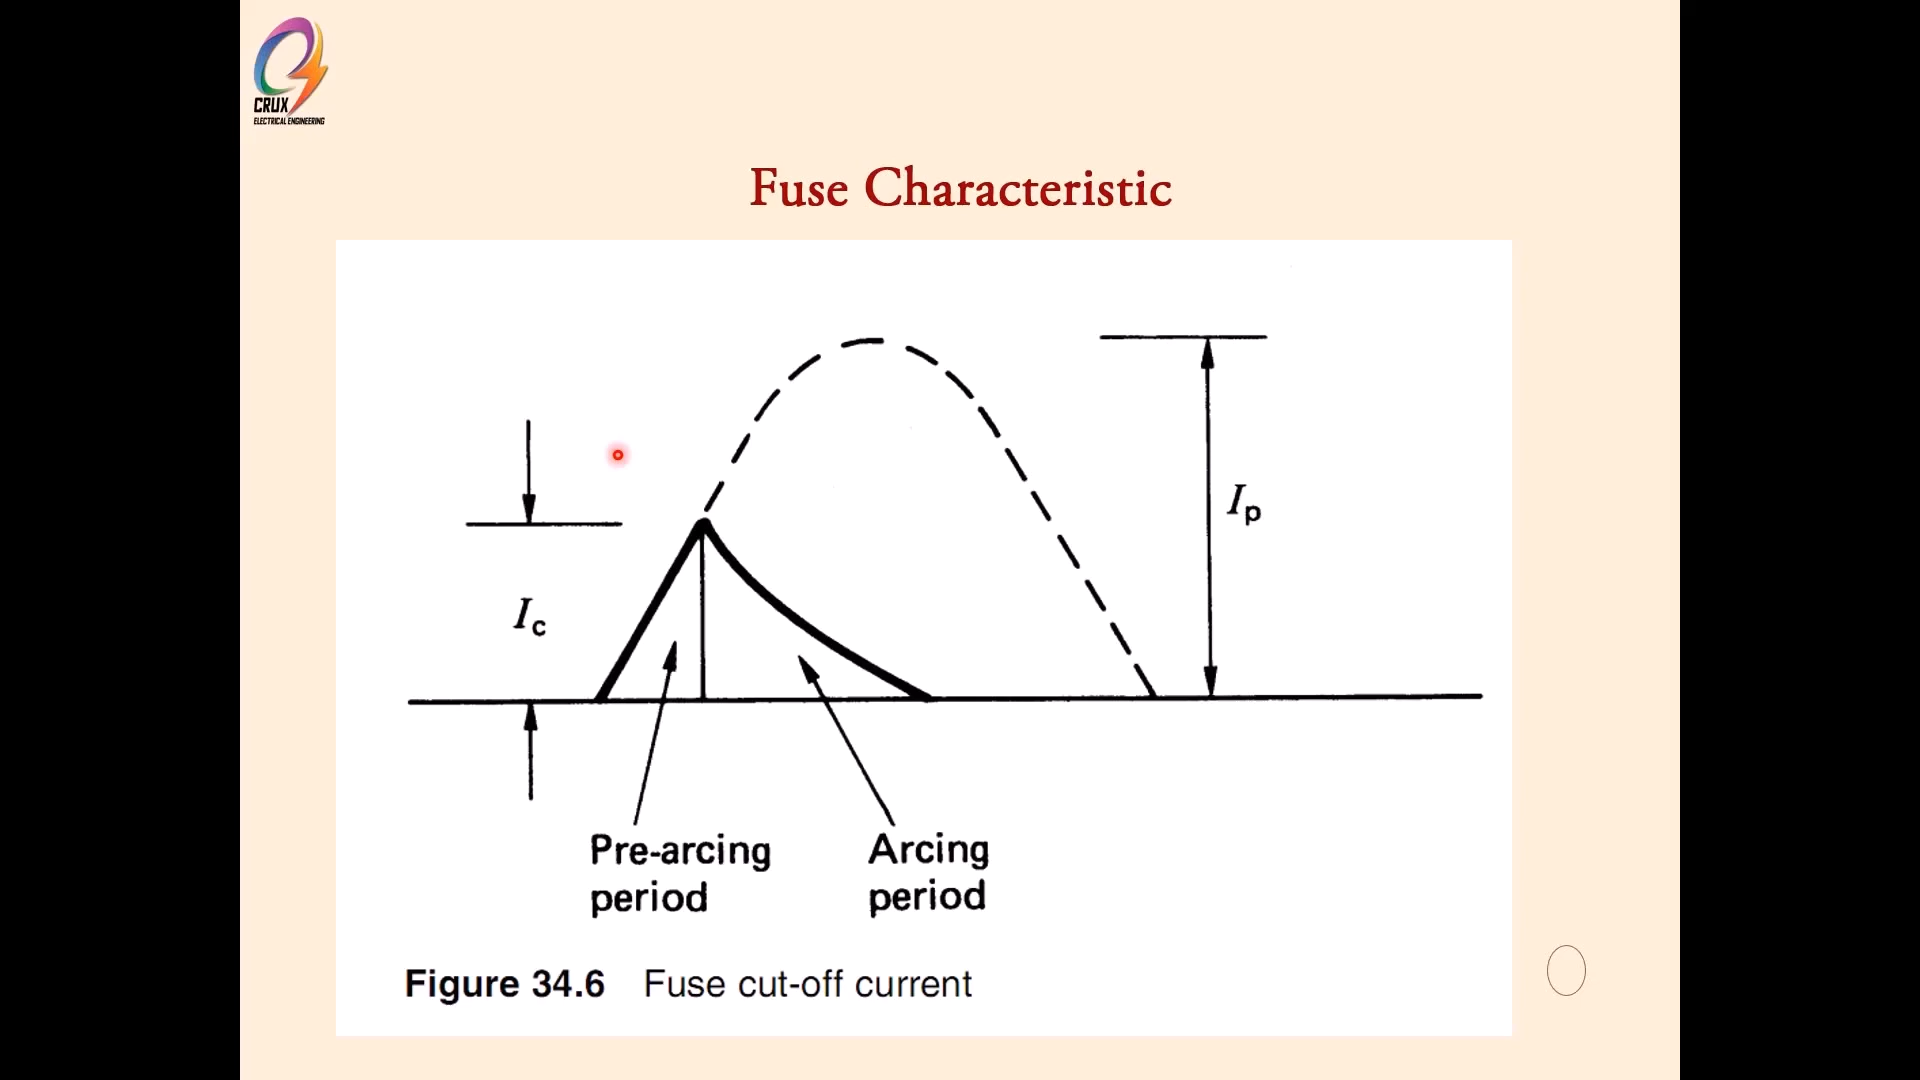 CRUX
ELECTRICAL ENGINEERING
Fuse Characteristic
Ip
Ic
Pre-arcing period
Arcing period
Figure 34.6 Fuse cut-off current